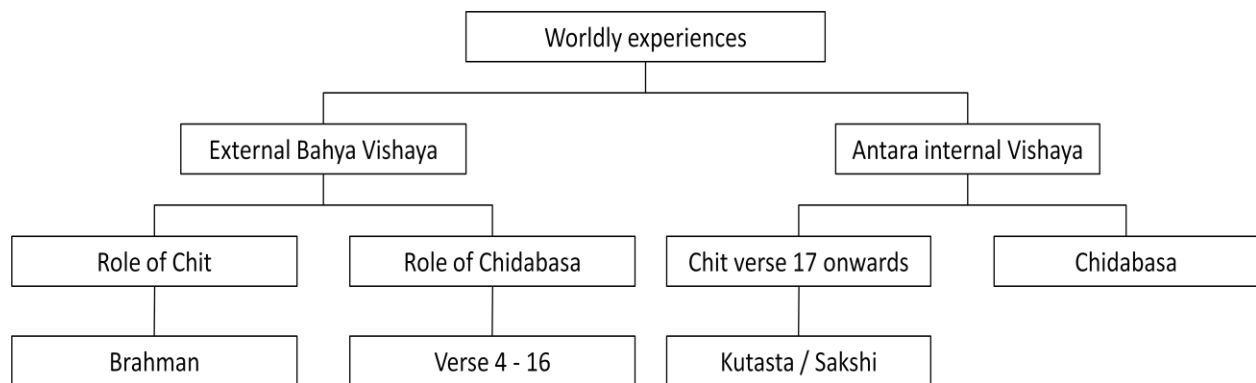 Worldly experiences
External Bahya Vishaya
Antara internal Vishaya
Role of Chit
Role of Chidabasa
Chit verse 17 onwards
Chidabasa
Brahman
Verse 4 - 16
Kutasta / Sakshi